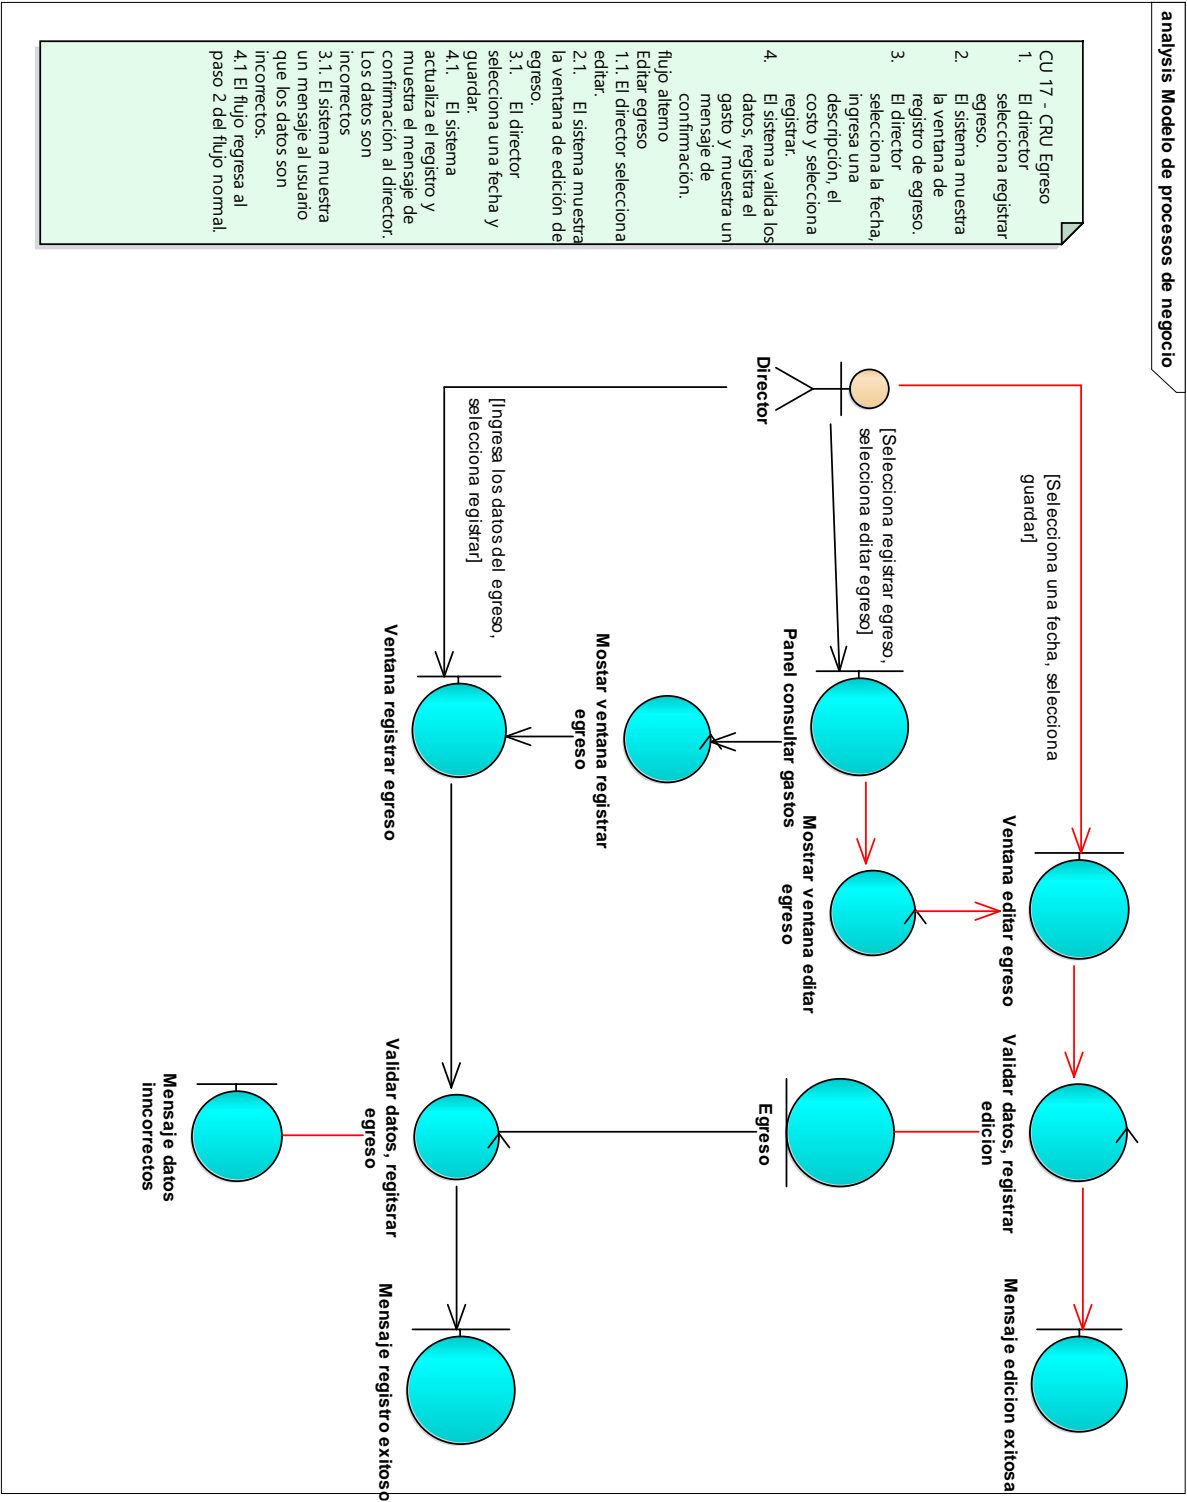 analysis Modelo de procesos de negocio
CU 17 - CRU Egreso
1. El director
selecciona registrar
egreso.
2. El sistema muestra
la ventana de
registro de egreso.
3. El director
selecciona la fecha,
ingresa una
descripción, el
costo y selecciona
registrar.
4. El sistema valida los
datos, registra el
gasto y muestra un
mensaje de
confirmación.
flujo alterno
Editar egreso
1.1. El director selecciona
editar.
2.1. El sistema muestra
la ventana de edición de
egreso.
3.1. El director
selecciona una fecha y
guardar.
4.1. El sistema
actualiza el registro y
muestra el mensaje de
confirmación al director.
Los datos son
incorrectos
3.1. El sistema muestra
un mensaje al usuario
que los datos son
incorrectos.
4.1 El flujo regresa al
paso 2 del flujo normal.
[Selecciona una fecha, selecciona
guardar]
Ventana editar egreso
Validar datos, registrar
edicion
Mensaje edicion exitosa
Director
[Selecciona registrar egreso,
selecciona editar egreso]
Panel consultar gastos
Mostrar ventana editar
egreso
Egreso
Mostar ventana registrar
egreso
[Ingresa los datos del egreso,
selecciona registrar]
Ventana registrar egreso
Validar datos, regitsrar
egreso
Mensaje registro exitoso
Mensaje datos
inncorrectos